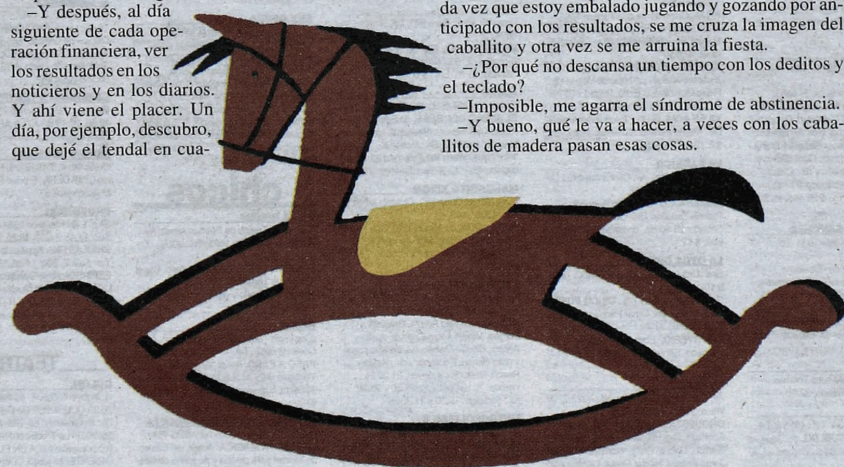 –Y después, al día
siguiente de cada ope-
ración financiera, ver
los resultados en los
noticieros y en los diarios.
Y ahí viene el placer. Un
día, por ejemplo, descubro,
que dejé el tendal en cua-
da vez que estoy embalado jugando y gozando por an-
ticipado con los resultados, se me cruza la imagen del
caballito y otra vez se me arruina la fiesta.
–¿Por qué no descansa un tiempo con los deditos y
el teclado?
–Imposible, me agarra el síndrome de abstinencia.
–Y bueno, qué le va a hacer, a veces con los caba-
llitos de madera pasan esas cosas.